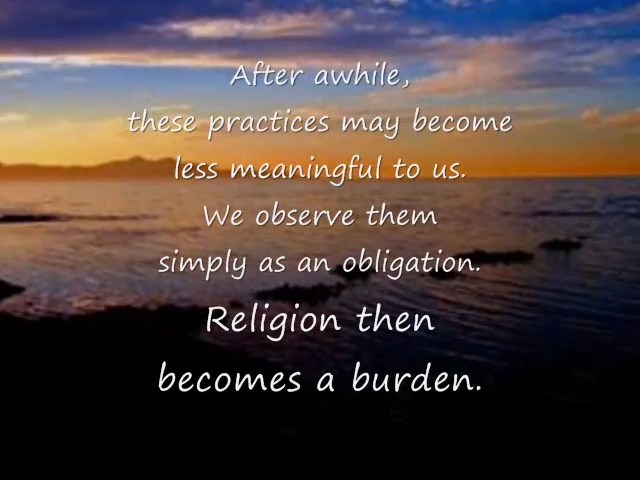 After awhile,
these practices may become
less meaningful to us.
We observe them
simply as an obligation.
Religion then
becomes a burden.